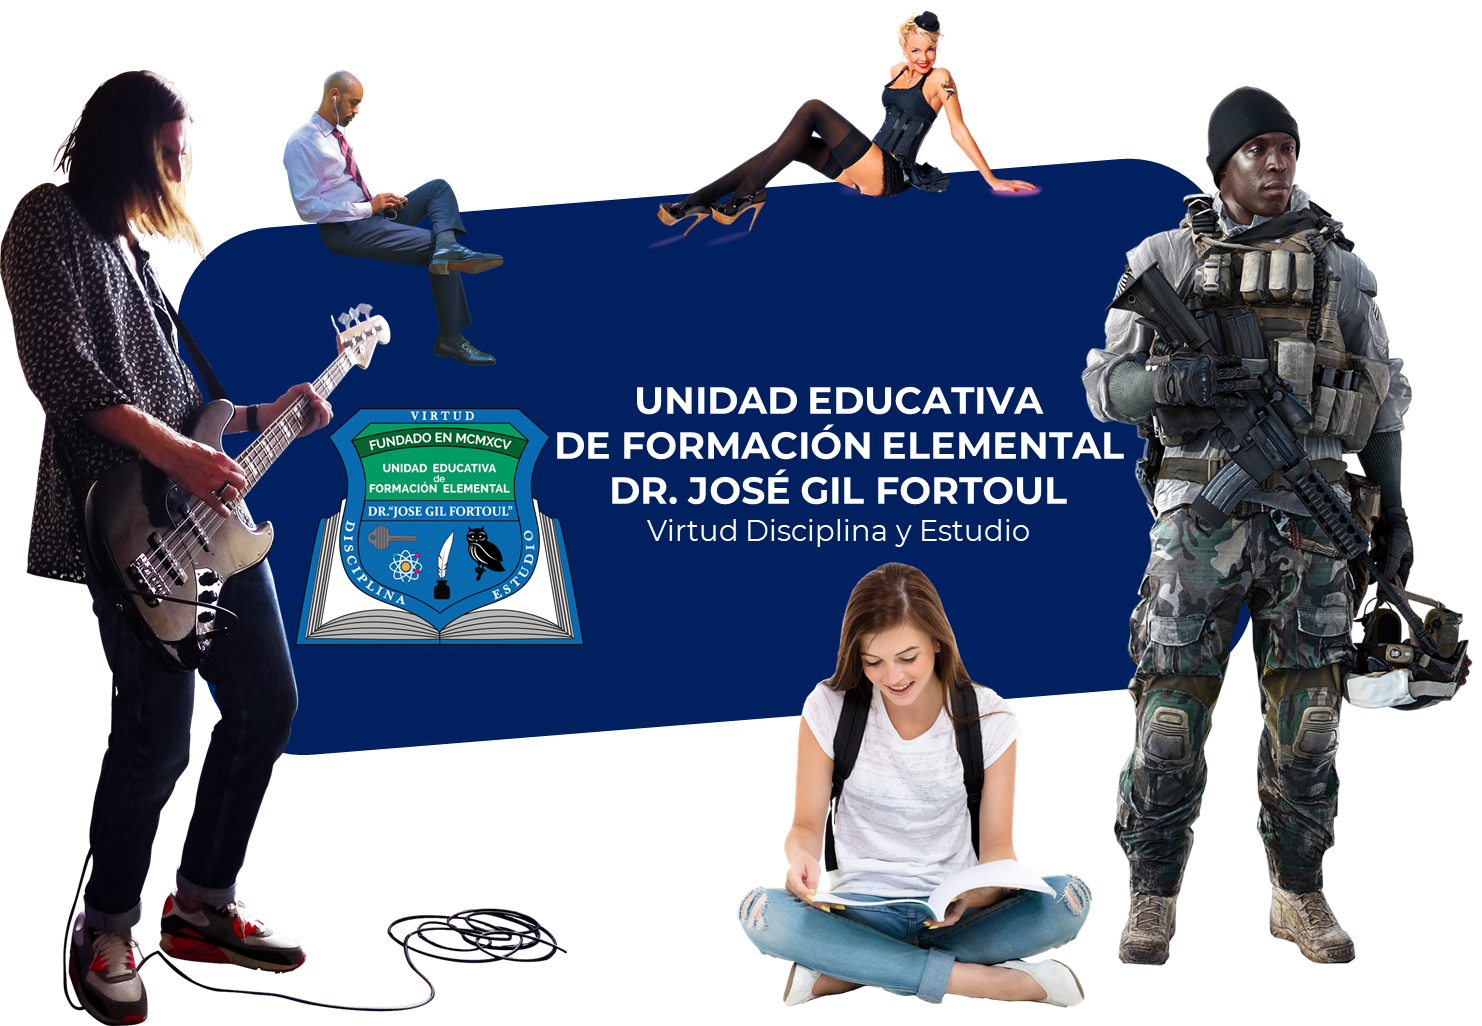 VIRTUD
FUNDADO EN MCMXCV
UNIDAD EDUCATIVA
de
FORMACIÓN ELEMENTAL
DR."JOSE GIL FORTOUL"
DISCIPLINA
ESTUDIO
UNIDAD EDUCATIVA
DE FORMACIÓN ELEMENTAL
DR. JOSÉ GIL FORTOUL
Virtud Disciplina y Estudio